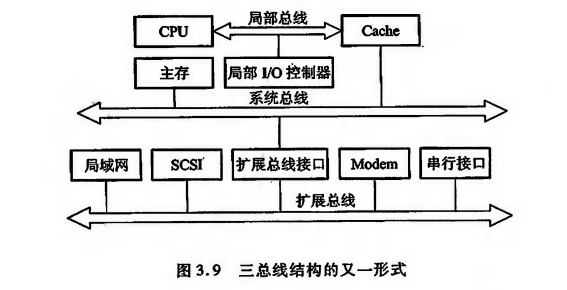 局部总线
CPU
Cache
主存
局部 I/O 控制器
系统总线
局域网
SCSI
扩展总线接口
Modem
串行接口
扩展总线
图 3.9 三总线结构的又一形式